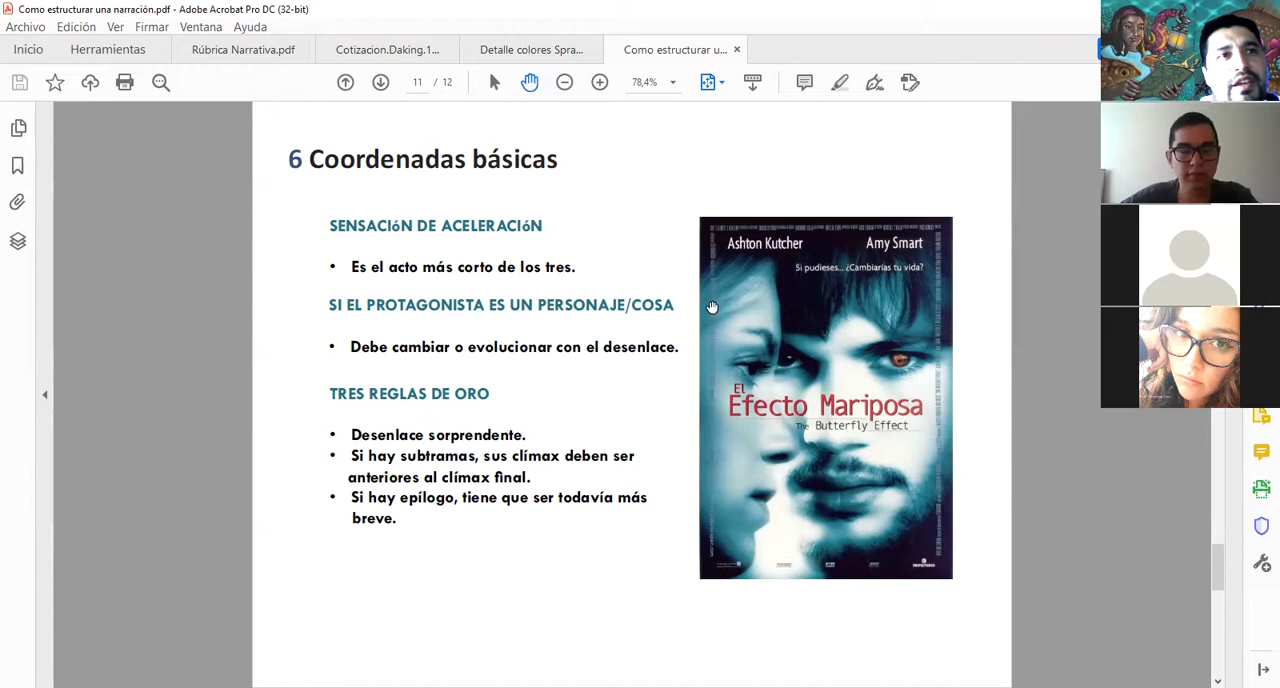 Como estructurar una narración.pdf - Adobe Acrobat Pro DC (32-bit)
Archivo Edición Ver Firmar Ventana Ayuda
Inicio Herramientas Rúbrica Narrativa.pdf Cotizacion.Daking.1... Detalle colores Spra... Como estructurar u... ×
11 / 12 78,4%
6 Coordenadas básicas
SENSACIóN DE ACELERACIóN
• Es el acto más corto de los tres.
SI EL PROTAGONISTA ES UN PERSONAJE/COSA
• Debe cambiar o evolucionar con el desenlace.
TRES REGLAS DE ORO
• Desenlace sorprendente.
• Si hay subtramas, sus clímax deben ser
anteriores al clímax final.
• Si hay epílogo, tiene que ser todavía más
breve.
Ashton Kutcher Amy Smart
Si pudieses... ¿Cambiarías tu vida?
El
Efecto Mariposa
The Butterfly Effect